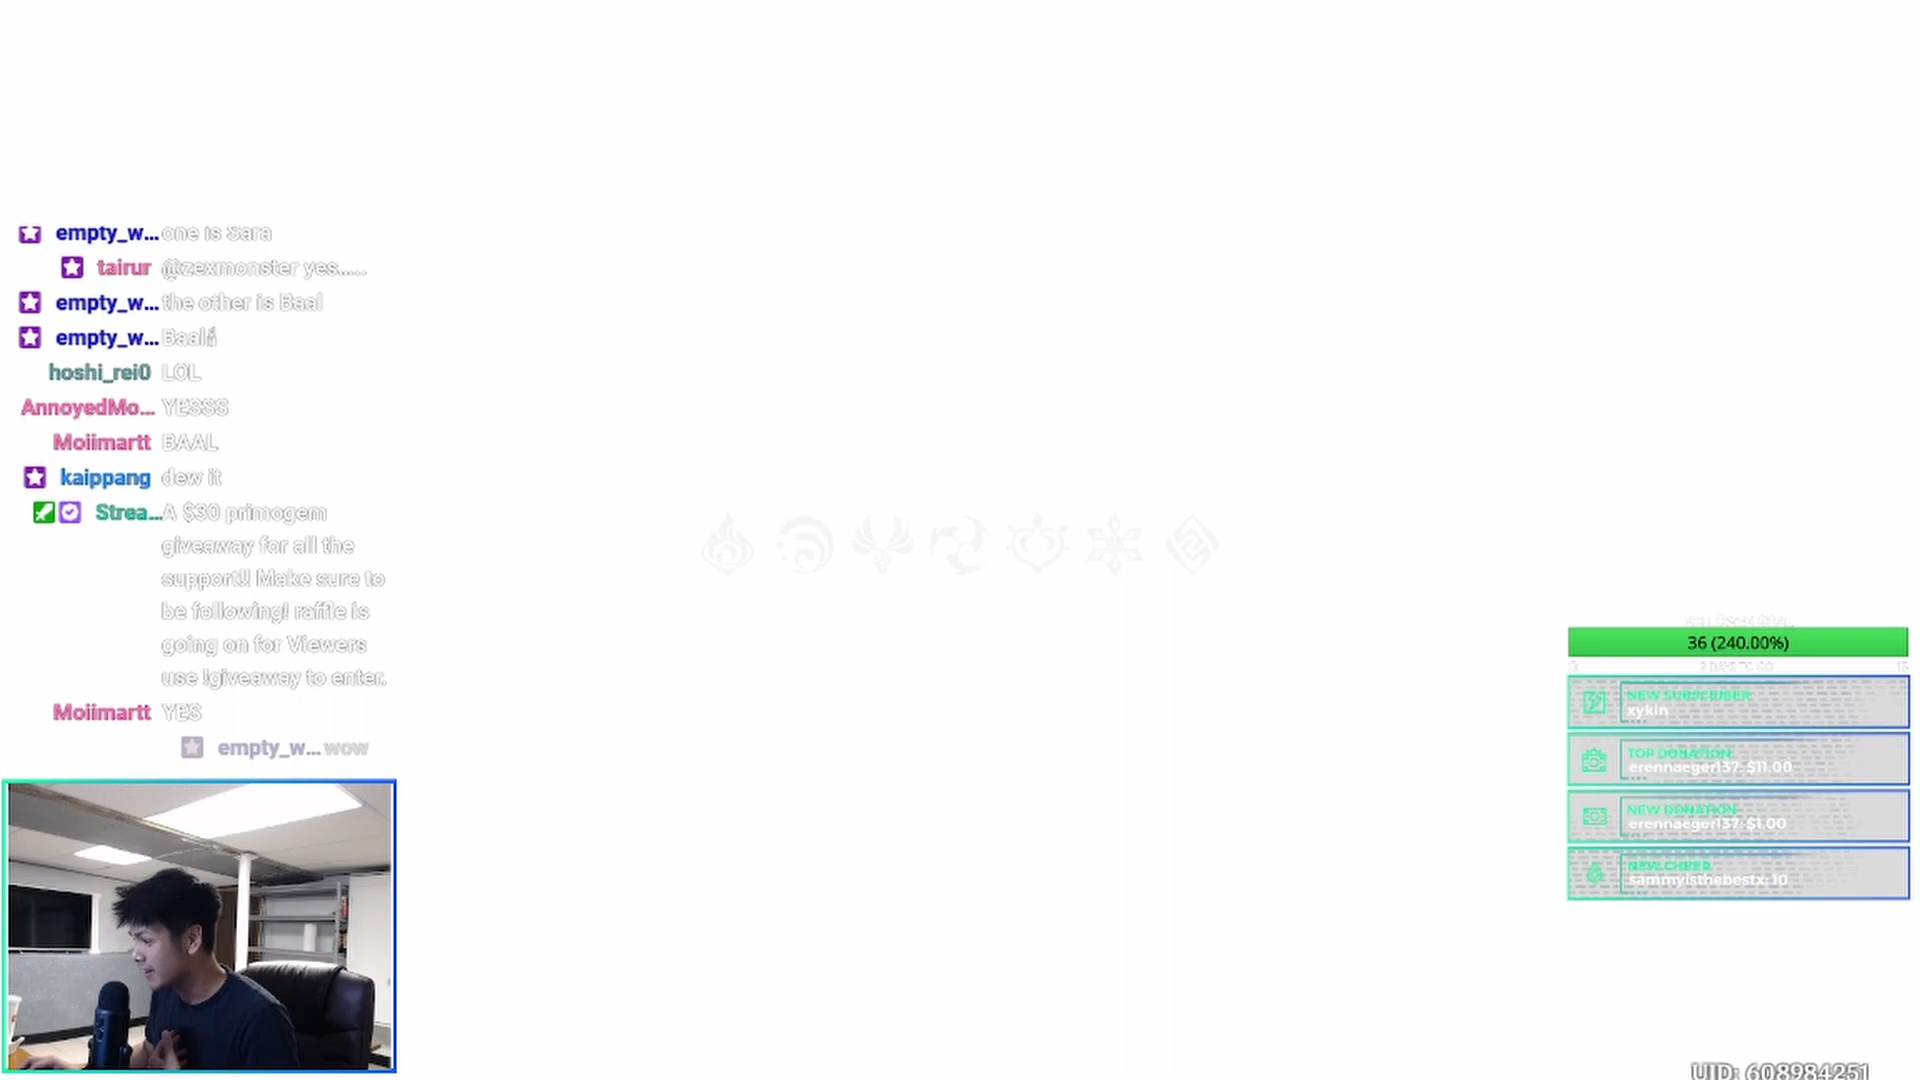 empty_w... one is Sara
tairur @zexmonster yes.....
empty_w... the other is Baal
empty_w... Baal
hoshi_rei0 LOL
AnnoyedMo... YESSS
Moiimartt BAAL
kaippang dew it
Strea... A $30 primogem
giveaway for all the
support!! Make sure to
be following! raffle is
going on for Viewers
use !giveaway to enter.
Moiimartt YES
empty_w... wow
36 (240.00%)
NEW SUBSCRIBER
xykin
TOP DONATION
erennaeger137: $11.00
NEW DONATION
erennaeger137: $1.00
NEW CHEER
sammyisthebestx: 10
UID: 608984251